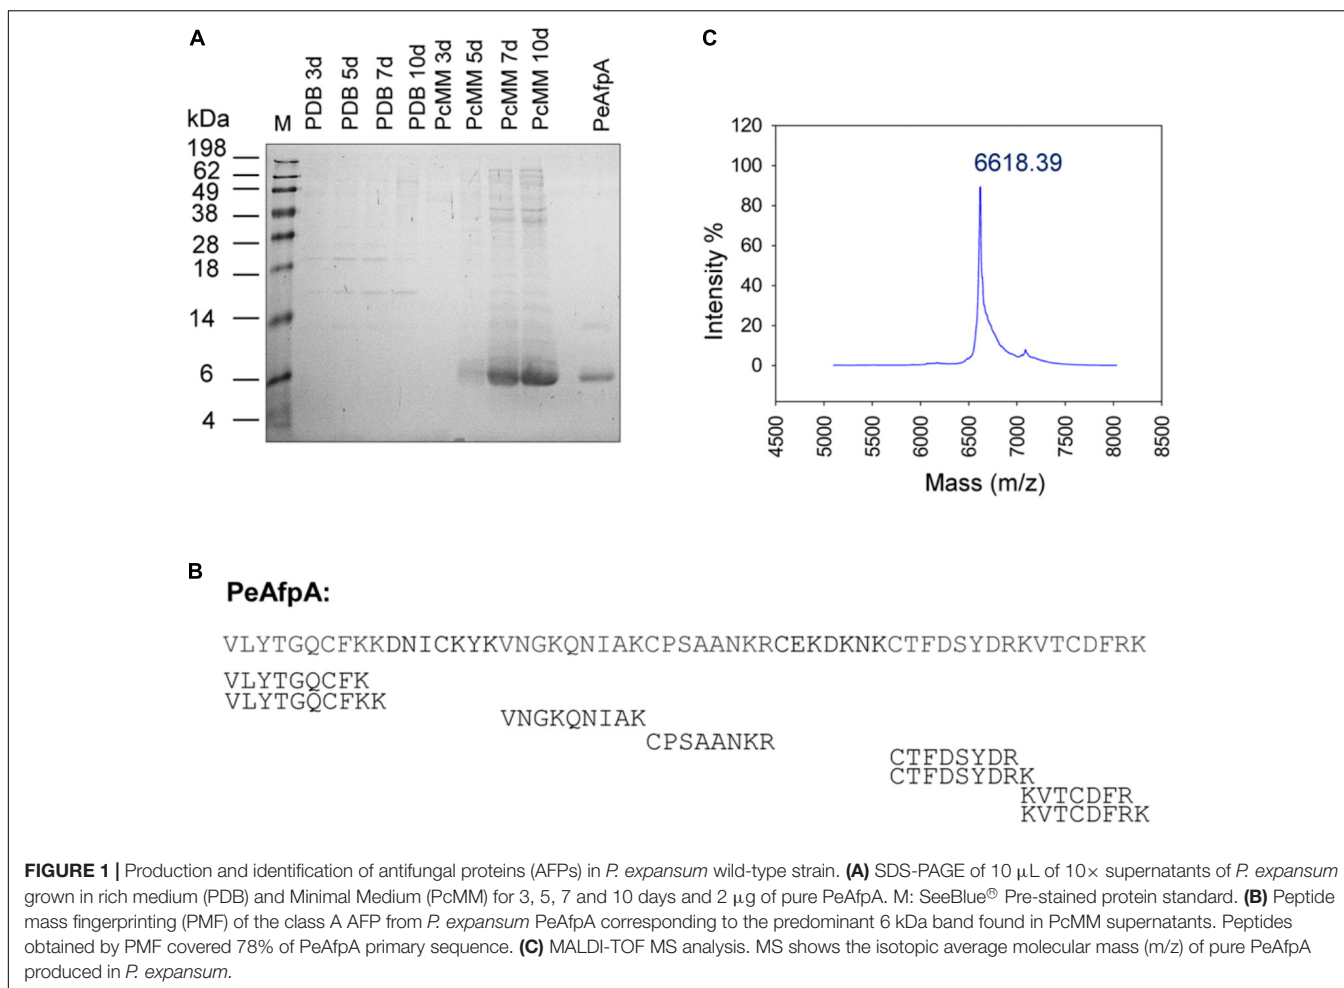 A
kDa
M
PDB 3d
PDB 5d
PDB 7d
PDB 10d
PcMM 3d
PcMM 5d
PcMM 7d
PcMM 10d
PeAfpA
198
62
49
38
28
18
14
6
4
C
120
100
80
60
40
20
0
Intensity %
6618.39
4500
5000
5500
6000
6500
7000
7500
8000
8500
Mass (m/z)
B
PeAfpA:
VLYTGQCFKKDNICKYKVNGKQNIAKCPSAANKRCEKDKNKCTFDSYDRKVTCDFRK
VLYTGQCFK
VLYTGQCFKK
VNGKQNIAK
CPSAANKR
CTFDSYDR
CTFDSYDRK
KVTCDFR
KVTCDFRK
FIGURE 1 | Production and identification of antifungal proteins (AFPs) in P. expansum wild-type strain. (A) SDS-PAGE of 10 μL of 10× supernatants of P. expansum
grown in rich medium (PDB) and Minimal Medium (PcMM) for 3, 5, 7 and 10 days and 2 μg of pure PeAfpA. M: SeeBlue® Pre-stained protein standard. (B) Peptide
mass fingerprinting (PMF) of the class A AFP from P. expansum PeAfpA corresponding to the predominant 6 kDa band found in PcMM supernatants. Peptides
obtained by PMF covered 78% of PeAfpA primary sequence. (C) MALDI-TOF MS analysis. MS shows the isotopic average molecular mass (m/z) of pure PeAfpA
produced in P. expansum.